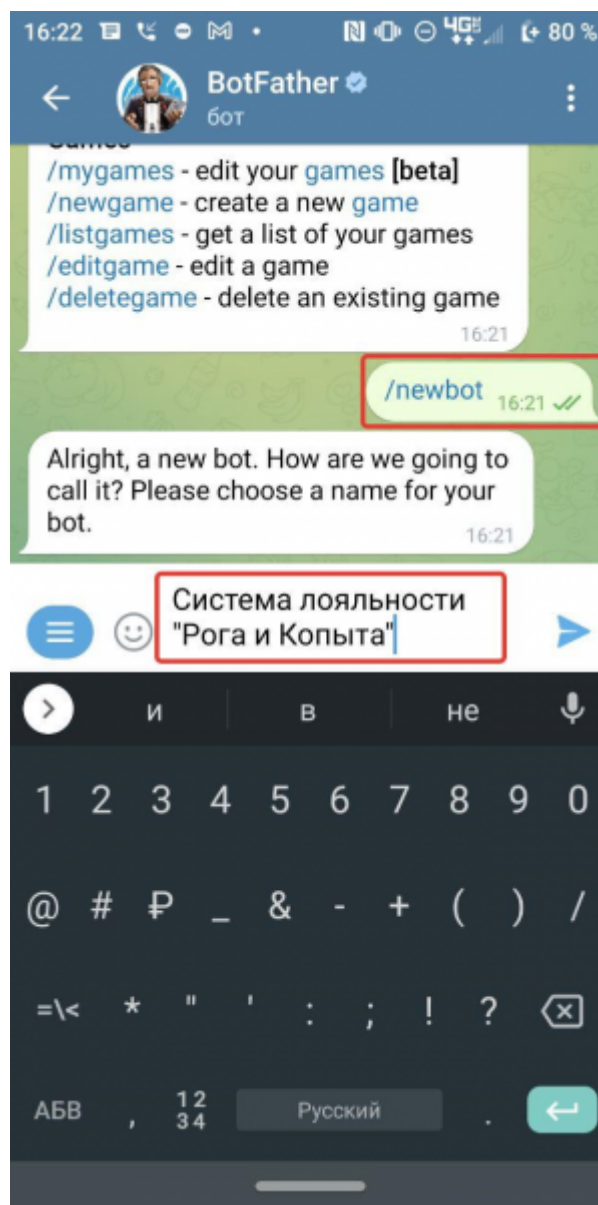 16:22 4G 80 %
BotFather
бот
Games
/mygames - edit your games [beta]
/newgame - create a new game
/listgames - get a list of your games
/editgame - edit a game
/deletegame - delete an existing game
16:21
/newbot 16:21
Alright, a new bot. How are we going to
call it? Please choose a name for your
bot.
16:21
Система лояльности
"Рога и Копыта"
и в не
1 2 3 4 5 6 7 8 9 0
@ # ₽ _ & - + ( ) /
=\< * " ' : ; ! ?
АБВ , 12 34 Русский .